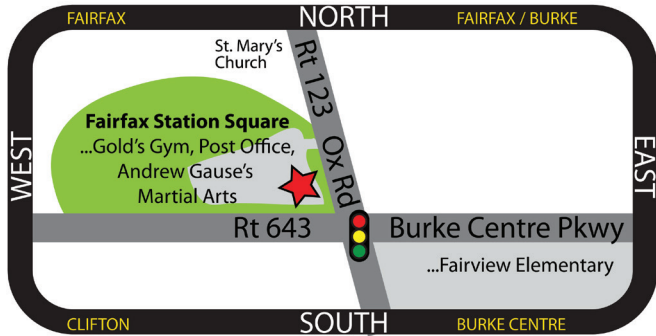 FAIRFAX
NORTH
FAIRFAX / BURKE
St. Mary's
Church
Rt 123
Ox Rd
Fairfax Station Square
...Gold's Gym, Post Office,
Andrew Gause's
Martial Arts
WEST
EAST
Rt 643
Burke Centre Pkwy
...Fairview Elementary
CLIFTON
SOUTH
BURKE CENTRE